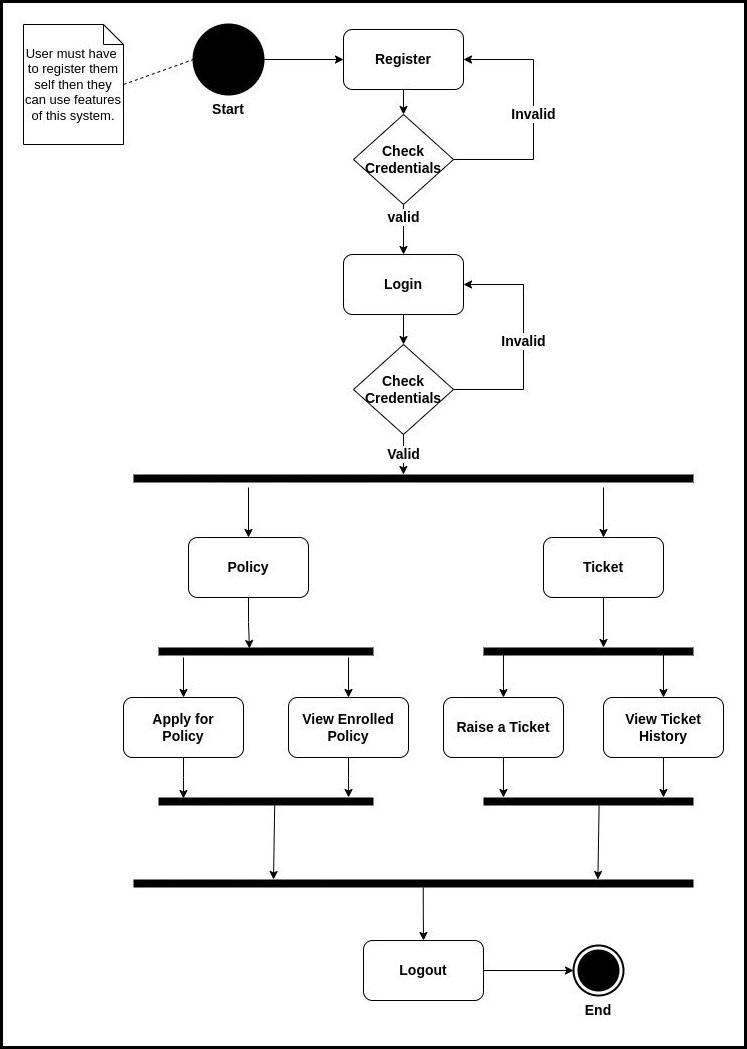 User must have
to register them
self then they
can use features
of this system.
Start
Register
Invalid
Check
Credentials
valid
Login
Invalid
Check
Credentials
Valid
Policy
Ticket
Apply for
Policy
View Enrolled
Policy
Raise a Ticket
View Ticket
History
Logout
End